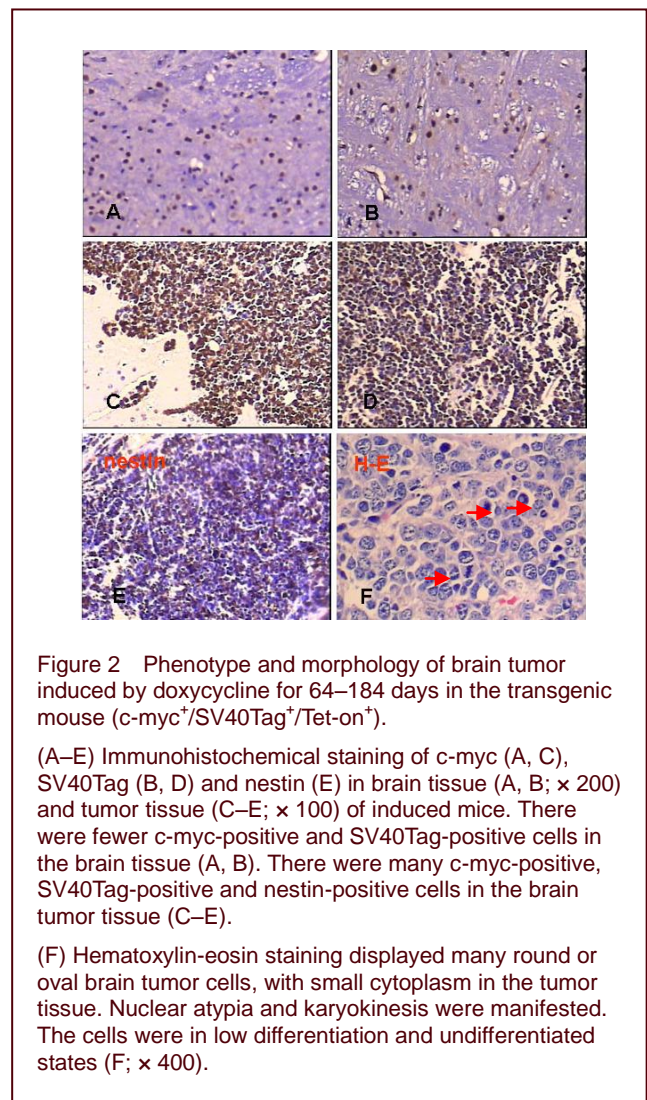 A
B
C
D
nestin
E
H-E
F
Figure 2 Phenotype and morphology of brain tumor
induced by doxycycline for 64–184 days in the transgenic
mouse (c-myc⁺/SV40Tag⁺/Tet-on⁺).
(A–E) Immunohistochemical staining of c-myc (A, C),
SV40Tag (B, D) and nestin (E) in brain tissue (A, B; × 200)
and tumor tissue (C–E; × 100) of induced mice. There
were fewer c-myc-positive and SV40Tag-positive cells in
the brain tissue (A, B). There were many c-myc-positive,
SV40Tag-positive and nestin-positive cells in the brain
tumor tissue (C–E).
(F) Hematoxylin-eosin staining displayed many round or
oval brain tumor cells, with small cytoplasm in the tumor
tissue. Nuclear atypia and karyokinesis were manifested.
The cells were in low differentiation and undifferentiated
states (F; × 400).